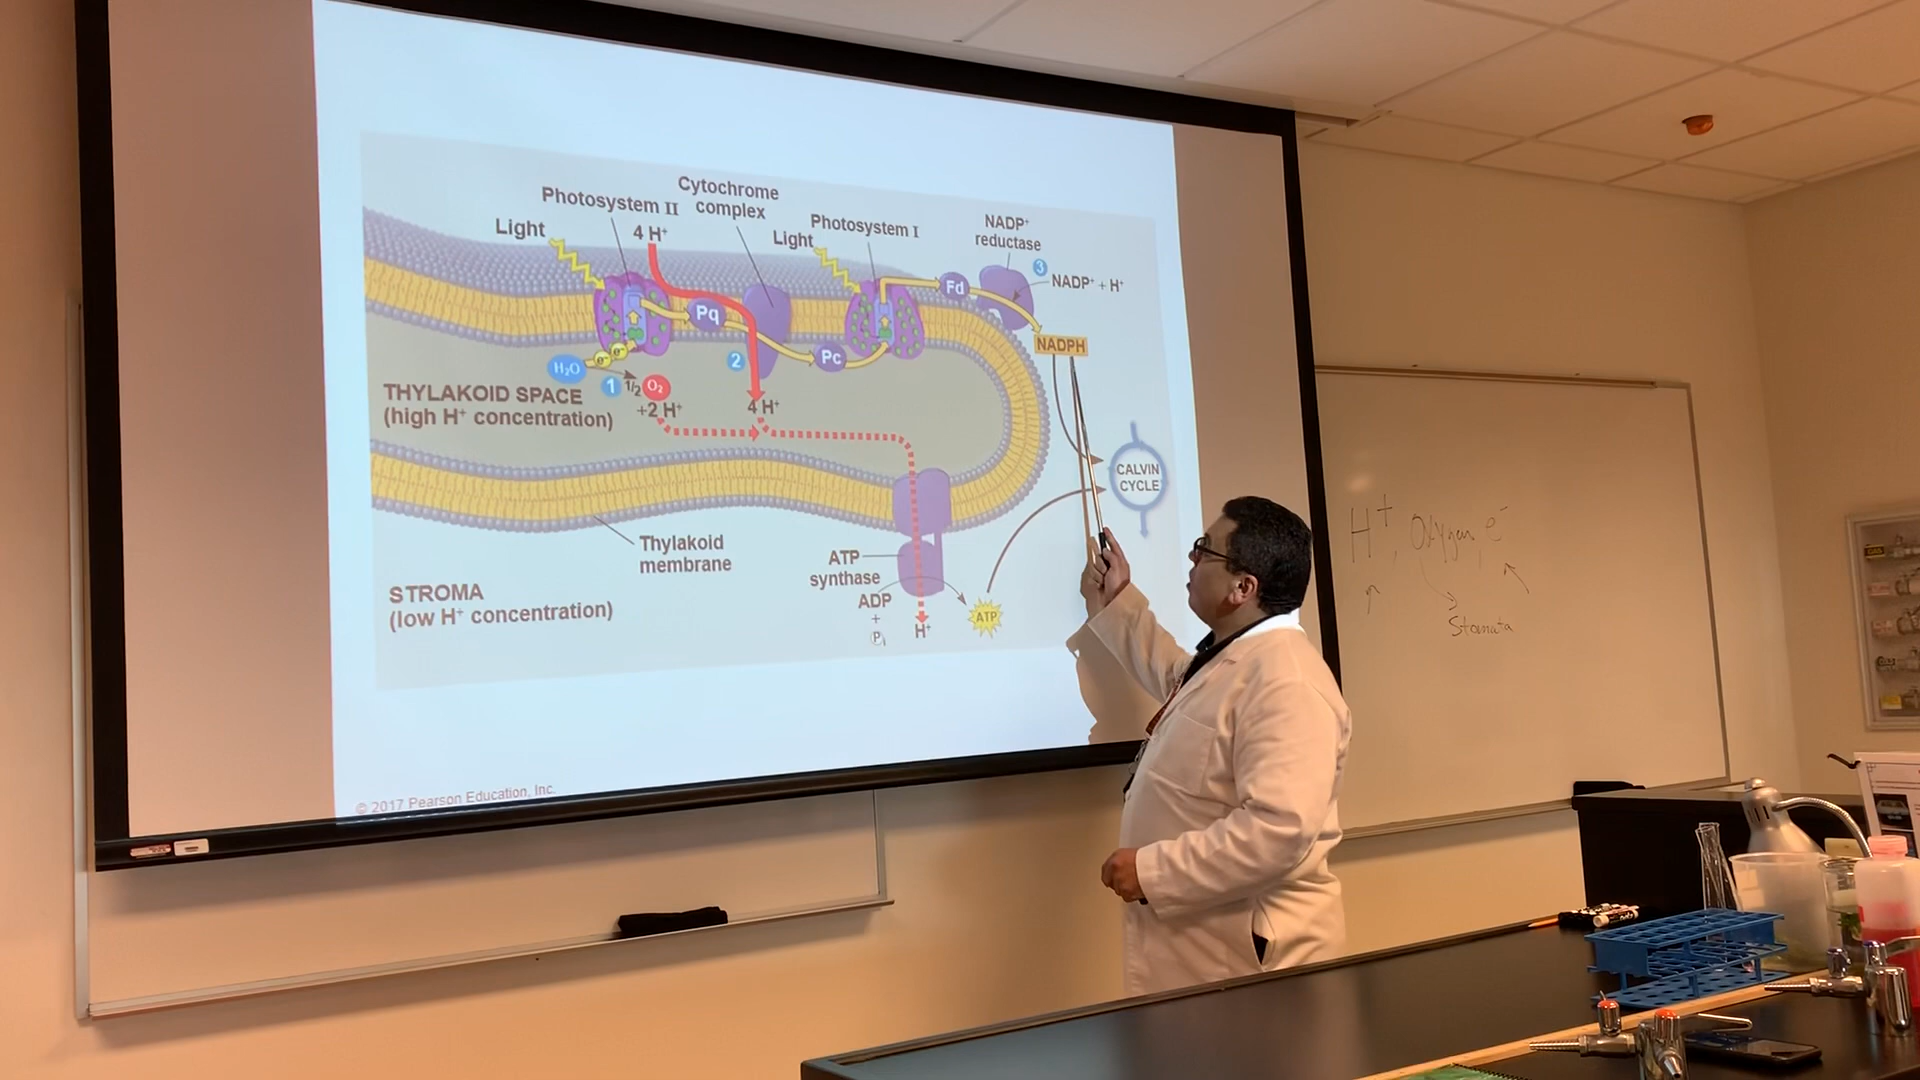 Cytochrome
complex
Photosystem II
4 H⁺
Light
Photosystem I
Light
NADP⁺
reductase
3
NADP⁺ + H⁺
Fd
Pq
NADPH
2
Pc
H₂O
e⁻ e⁻
1
1/2
O₂
+2 H⁺
4 H⁺
THYLAKOID SPACE
(high H⁺ concentration)
CALVIN
CYCLE
Thylakoid
membrane
ATP
synthase
ADP
+
Pi
H⁺
ATP
STROMA
(low H⁺ concentration)
© 2017 Pearson Education, Inc.
H⁺, Oxygen, e⁻
Stomata